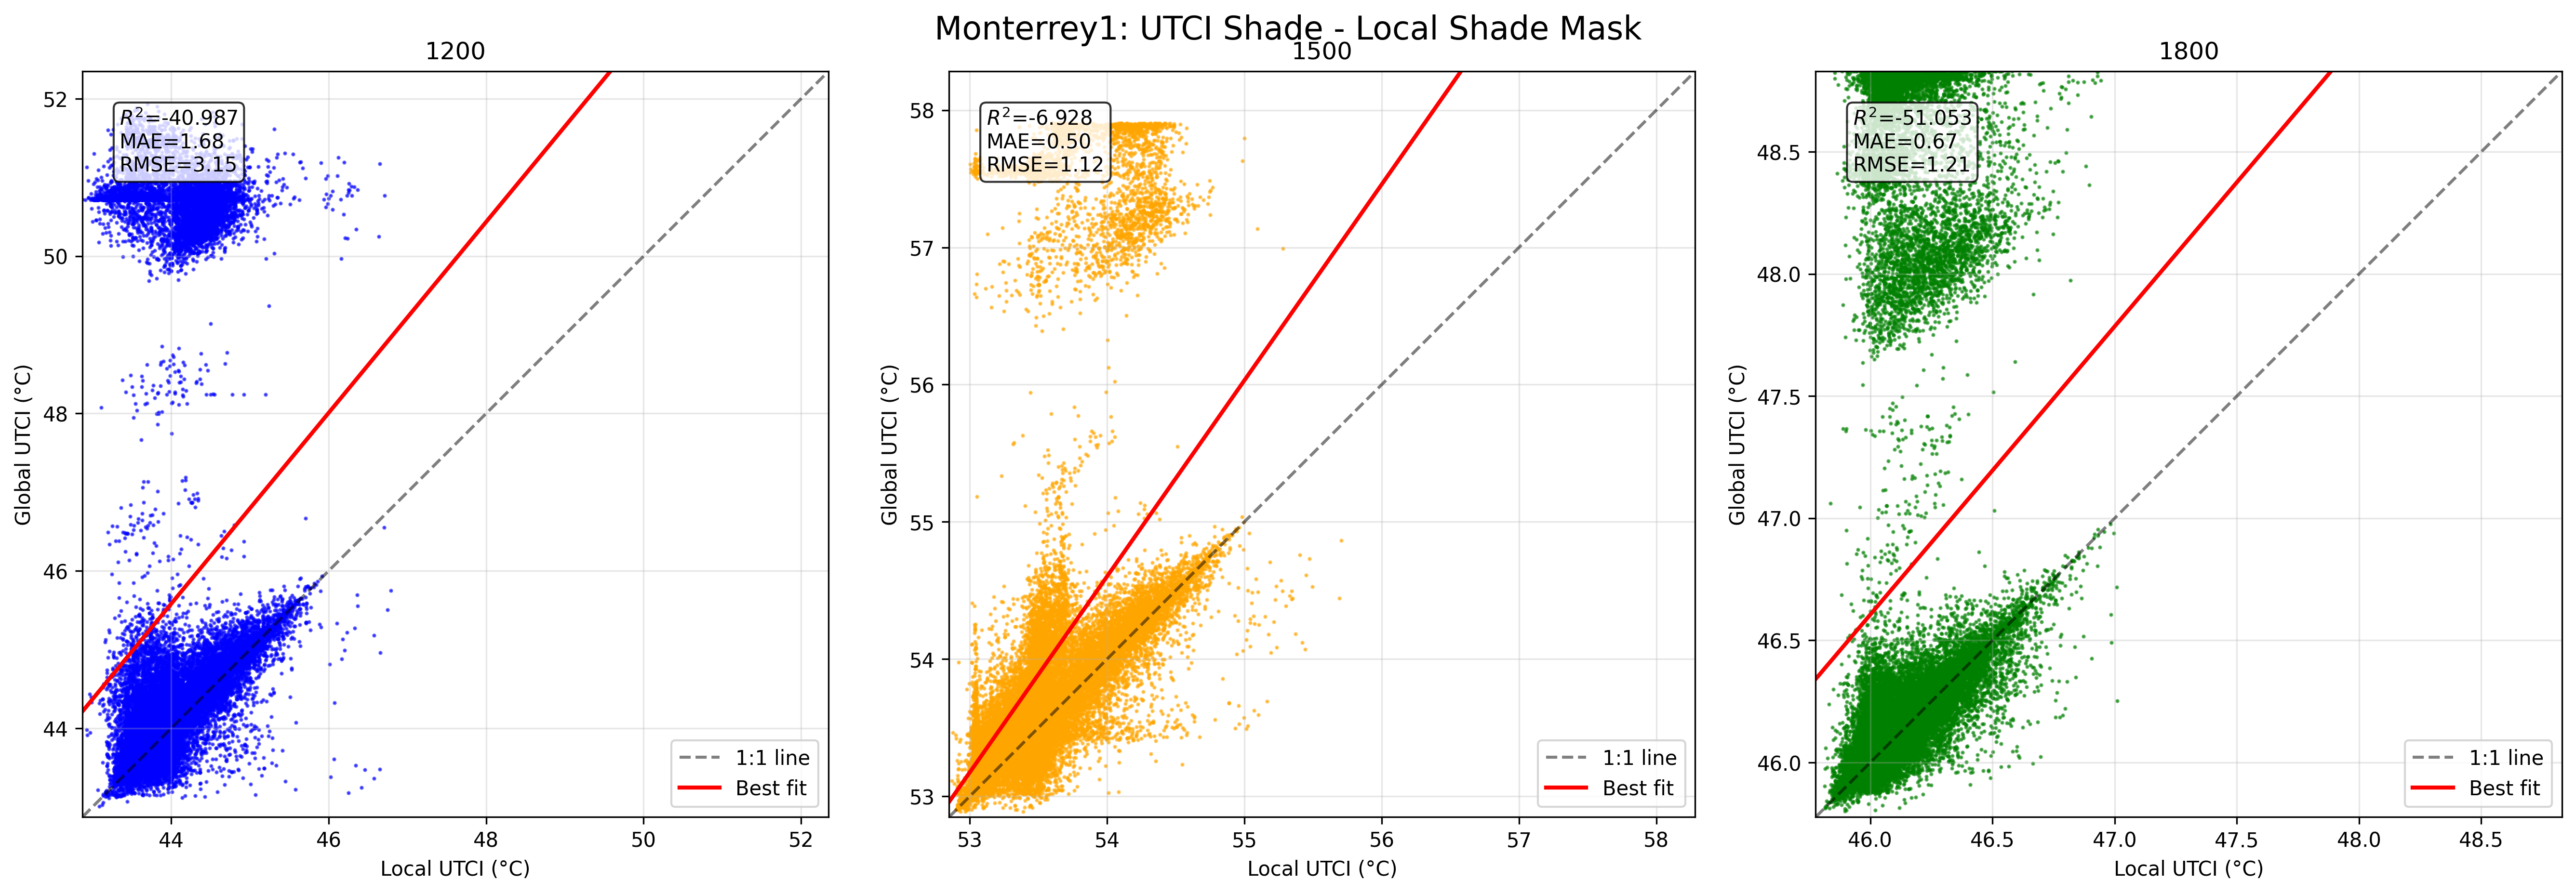 Monterrey1: UTCI Shade - Local Shade Mask
1200
52
50
48
46
44
44
46
48
50
52
Global UTCI (°C)
Local UTCI (°C)
R²=-40.987
MAE=1.68
RMSE=3.15
1:1 line
Best fit
1500
58
57
56
55
54
53
53
54
55
56
57
58
Global UTCI (°C)
Local UTCI (°C)
R²=-6.928
MAE=0.50
RMSE=1.12
1:1 line
Best fit
1800
48.5
48.0
47.5
47.0
46.5
46.0
46.0
46.5
47.0
47.5
48.0
48.5
Global UTCI (°C)
Local UTCI (°C)
R²=-51.053
MAE=0.67
RMSE=1.21
1:1 line
Best fit